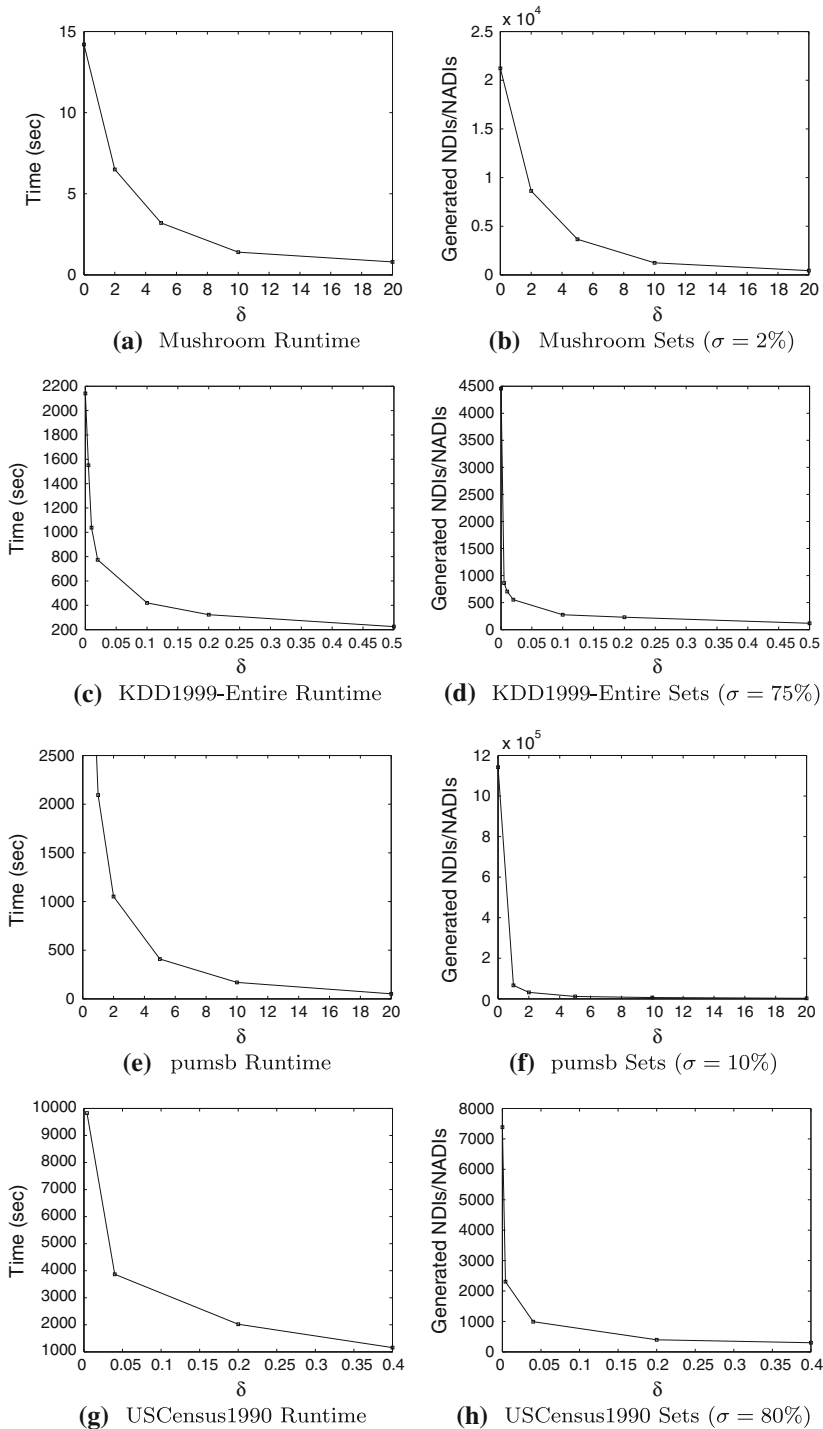 15
10
5
0
Time (sec)
0 2 4 6 8 10 12 14 16 18 20
δ
(a) Mushroom Runtime
x 10^4
2.5
2
1.5
1
0.5
0
Generated NDIs/NADIs
0 2 4 6 8 10 12 14 16 18 20
δ
(b) Mushroom Sets (σ = 2%)
2200
2000
1800
1600
1400
1200
1000
800
600
400
200
Time (sec)
0 0.05 0.1 0.15 0.2 0.25 0.3 0.35 0.4 0.45 0.5
δ
(c) KDD1999-Entire Runtime
4500
4000
3500
3000
2500
2000
1500
1000
500
0
Generated NDIs/NADIs
0.05 0.1 0.15 0.2 0.25 0.3 0.35 0.4 0.45 0.5
δ
(d) KDD1999-Entire Sets (σ = 75%)
2500
2000
1000
500
0
Time (sec)
0 2 4 6 8 10 12 14 16 18 20
δ
(e) pumsb Runtime
x 10^5
12
10
8
6
4
2
0
Generated NDIs/NADIs
0 2 4 6 8 10 12 14 16 18 20
δ
(f) pumsb Sets (σ = 10%)
10000
9000
8000
7000
6000
5000
4000
3000
2000
1000
Time (sec)
0 0.05 0.1 0.15 0.2 0.25 0.3 0.35 0.4
δ
(g) USCensus1990 Runtime
8000
7000
6000
5000
4000
3000
2000
1000
0
Generated NDIs/NADIs
0 0.05 0.1 0.15 0.2 0.25 0.3 0.35 0.4
δ
(h) USCensus1990 Sets (σ = 80%)